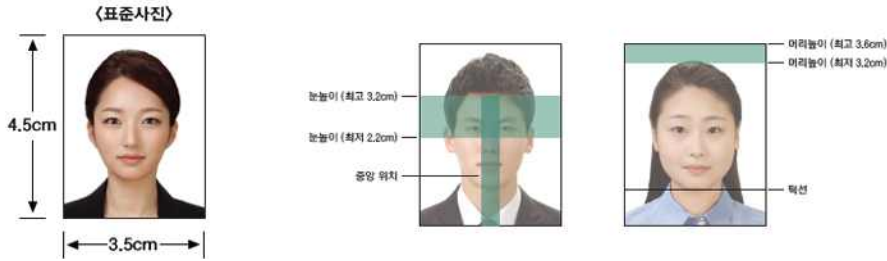 〈표준사진〉
4.5cm
3.5cm
눈높이 (최고 3.2cm)
눈높이 (최저 2.2cm)
중앙 위치
머리높이 (최고 3.6cm)
머리높이 (최저 3.2cm)
턱선